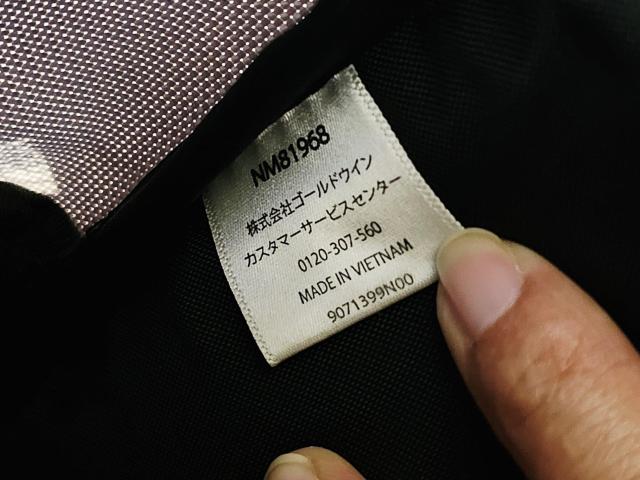 NM81968
株式会社ゴールドウイン
カスタマーサービスセンター
0120-307-560
MADE IN VIETNAM
9071399N00